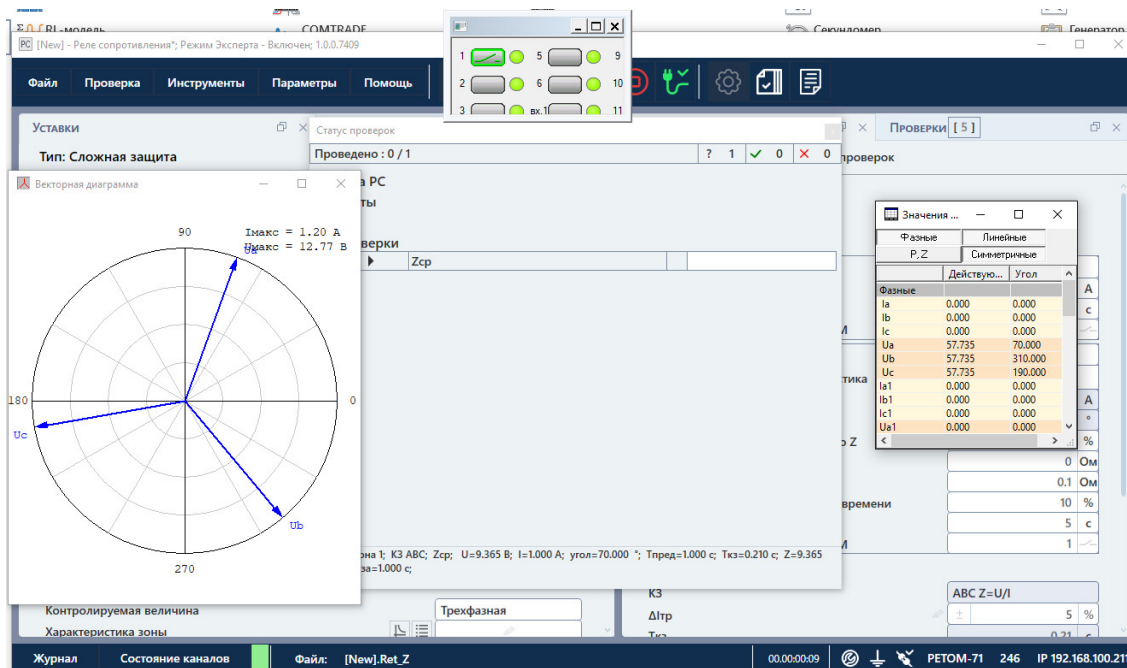 RL-модель
COMTRADE
Секундомер
Генератор
PC [New] - Реле сопротивления*; Режим Эксперта - Включен; 1.0.0.7409
Файл Проверка Инструменты Параметры Помощь
1 5 9
2 6 10
3 вх.1 11
Уставки
Тип: Сложная защита
Статус проверок
Проведено : 0 / 1 ? 1 0 0
а PC
ты
верки
Zср
Проверки [ 5 ]
проверок
Векторная диаграмма
Iмакс = 1.20 А
Uмакс = 12.77 В
90
Ua
180
0
Uc
Ub
270
Значения ...
Фазные Линейные
P, Z Симметричные
Действую... Угол
Фазные
Ia 0.000 0.000
Ib 0.000 0.000
Ic 0.000 0.000
Ua 57.735 70.000
Ub 57.735 310.000
Uc 57.735 190.000
Ia1 0.000 0.000
Ib1 0.000 0.000
Ic1 0.000 0.000
Ua1 0.000 0.000
А
с
тика
А
°
о Z %
0 Ом
0.1 Ом
времени 10 %
5 с
1
она 1; КЗ ABC; Zср; U=9.365 В; I=1.000 А; угол=70.000 °; Тпред=1.000 с; Ткз=0.210 с; Z=9.365
за=1.000 с;
КЗ ABC Z=U/I
ΔIтр ± 5 %
Ткз 0.21 с
Контролируемая величина Трехфазная
Характеристика зоны
Журнал Состояние каналов Файл: [New].Ret_Z 00.00:00:09 РЕТОМ-71 246 IP 192.168.100.21